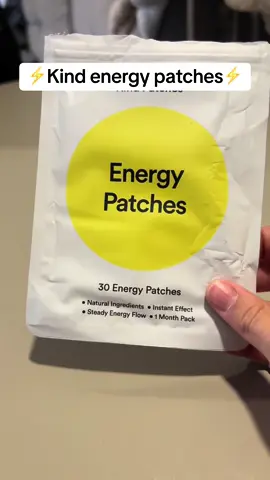 ⚡Kind energy patches⚡
Energy
Patches
30 Energy Patches
• Natural Ingredients • Instant Effect
• Steady Energy Flow • 1 Month Pack